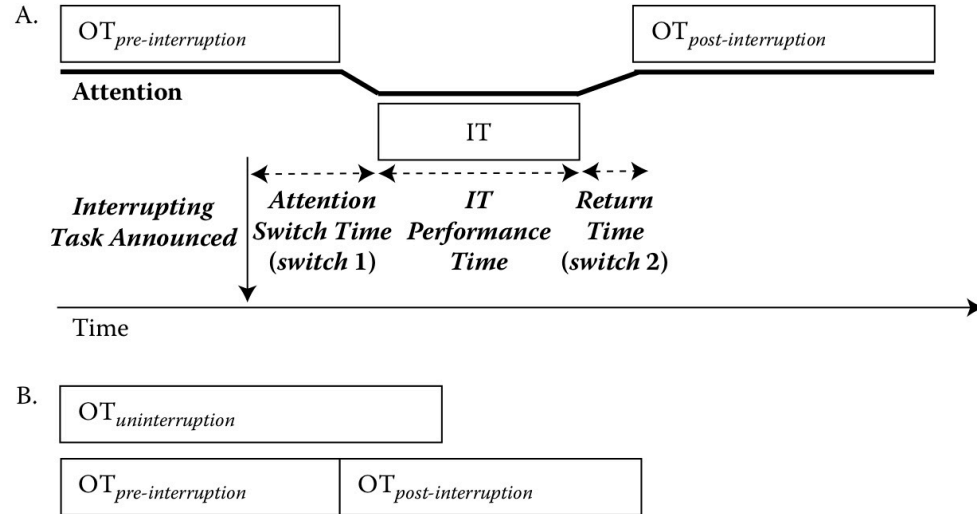 A.
OTpre-interruption
OTpost-interruption
Attention
IT
Interrupting
Task Announced
Attention
Switch Time
(switch 1)
IT
Performance
Time
Return
Time
(switch 2)
Time
B.
OTuninterruption
OTpre-interruption
OTpost-interruption